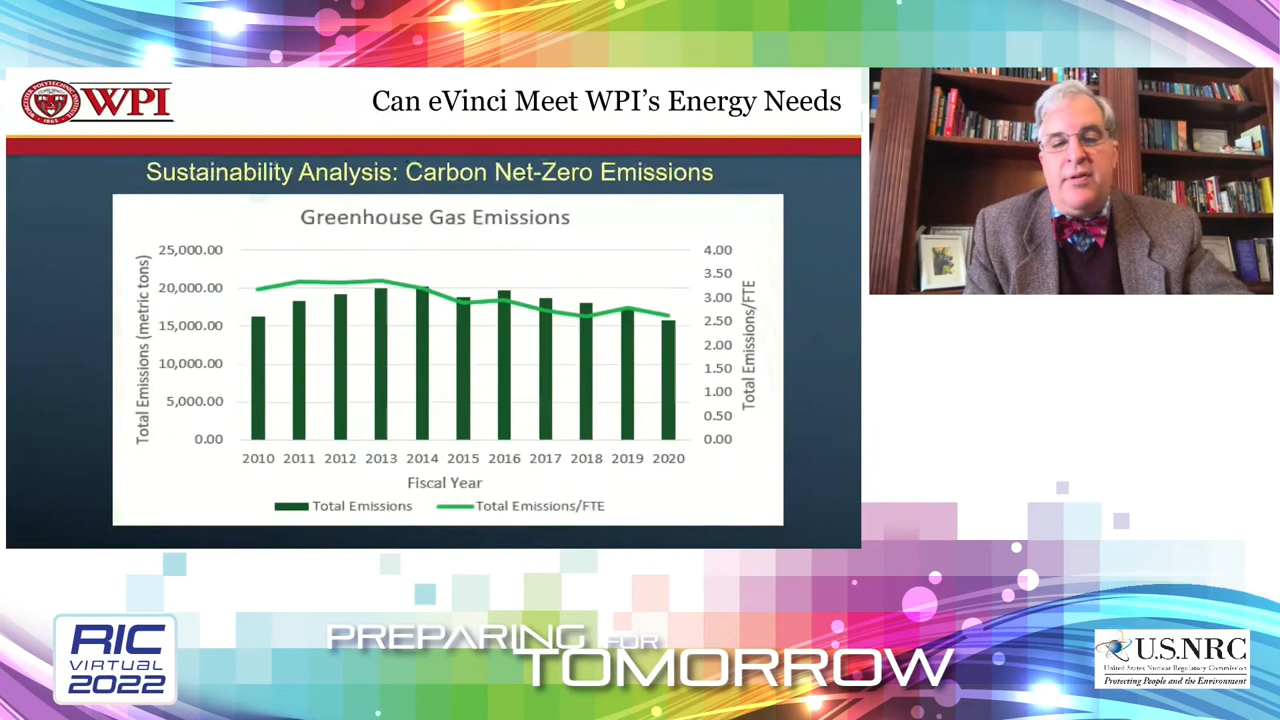 WPI
Can eVinci Meet WPI's Energy Needs
Sustainability Analysis: Carbon Net-Zero Emissions
Greenhouse Gas Emissions
25,000.00
20,000.00
15,000.00
10,000.00
5,000.00
0.00
Total Emissions (metric tons)
4.00
3.50
3.00
2.50
2.00
1.50
1.00
0.50
0.00
Total Emissions/FTE
2010 2011 2012 2013 2014 2015 2016 2017 2018 2019 2020
Fiscal Year
Total Emissions Total Emissions/FTE
RIC
VIRTUAL
2022
PREPARING FOR
TOMORROW
U.S.NRC
United States Nuclear Regulatory Commission
Protecting People and the Environment